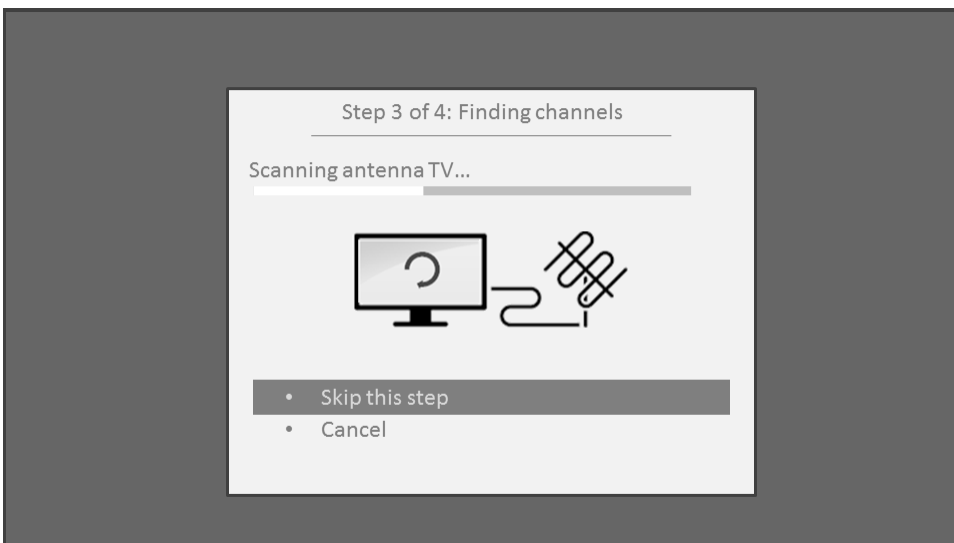 Step 3 of 4: Finding channels
Scanning antenna TV...
• Skip this step
• Cancel